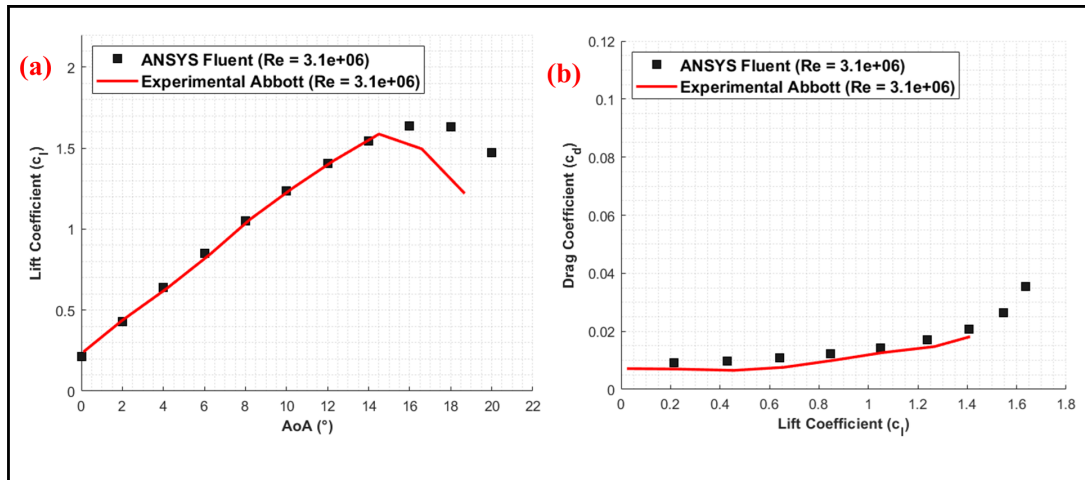 (a)
ANSYS Fluent (Re = 3.1e+06)
Experimental Abbott (Re = 3.1e+06)
Lift Coefficient (c_l)
2
1.5
1
0.5
0
0 2 4 6 8 10 12 14 16 18 20 22
AoA (°)
(b)
ANSYS Fluent (Re = 3.1e+06)
Experimental Abbott (Re = 3.1e+06)
Drag Coefficient (c_d)
0.12
0.1
0.08
0.06
0.04
0.02
0
0 0.2 0.4 0.6 0.8 1 1.2 1.4 1.6 1.8
Lift Coefficient (c_l)